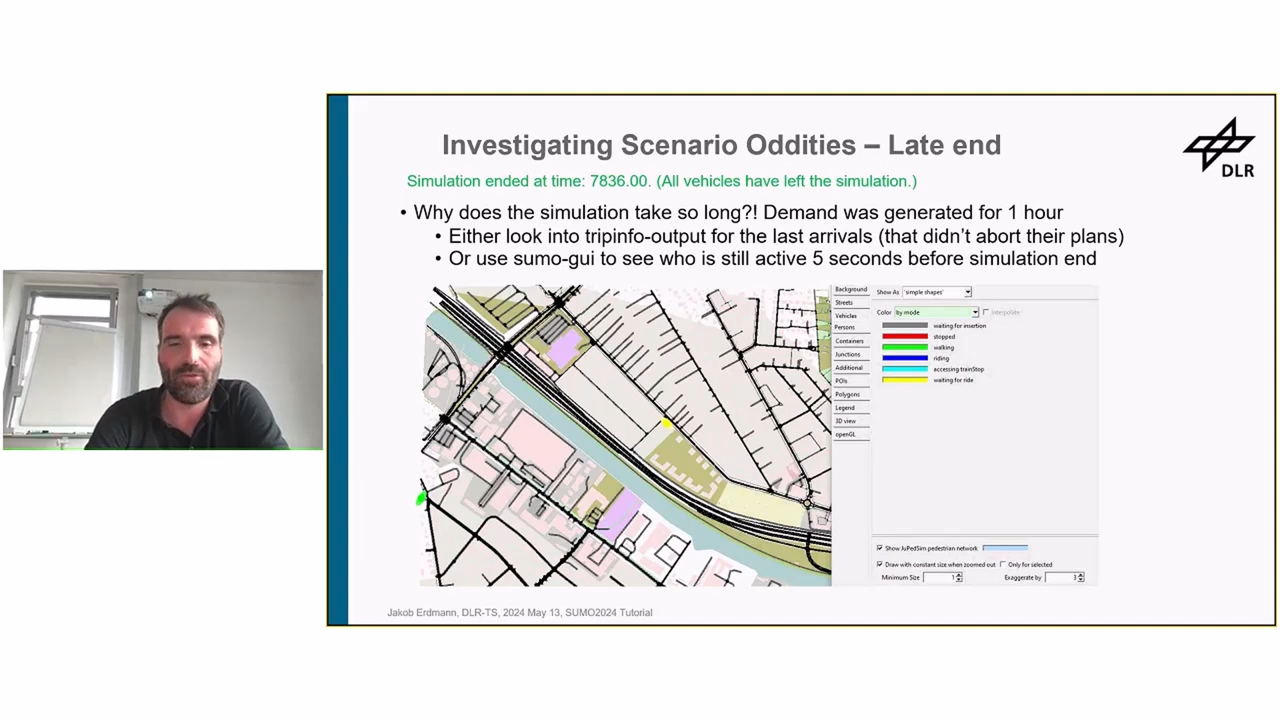 Investigating Scenario Oddities – Late end
DLR
Simulation ended at time: 7836.00. (All vehicles have left the simulation.)
• Why does the simulation take so long?! Demand was generated for 1 hour
• Either look into tripinfo-output for the last arrivals (that didn't abort their plans)
• Or use sumo-gui to see who is still active 5 seconds before simulation end
Background
Streets
Vehicles
Persons
Containers
Junctions
Additional
POIs
Polygons
Legend
3D view
openGL
Show As 'simple shapes'
Color by mode Interpolate
waiting for insertion
stopped
walking
riding
accessing trainStop
waiting for ride
Show JuPedSim pedestrian network
Draw with constant size when zoomed out Only for selected
Minimum Size 1 Exaggerate by 3
Jakob Erdmann, DLR-TS, 2024 May 13, SUMO2024 Tutorial